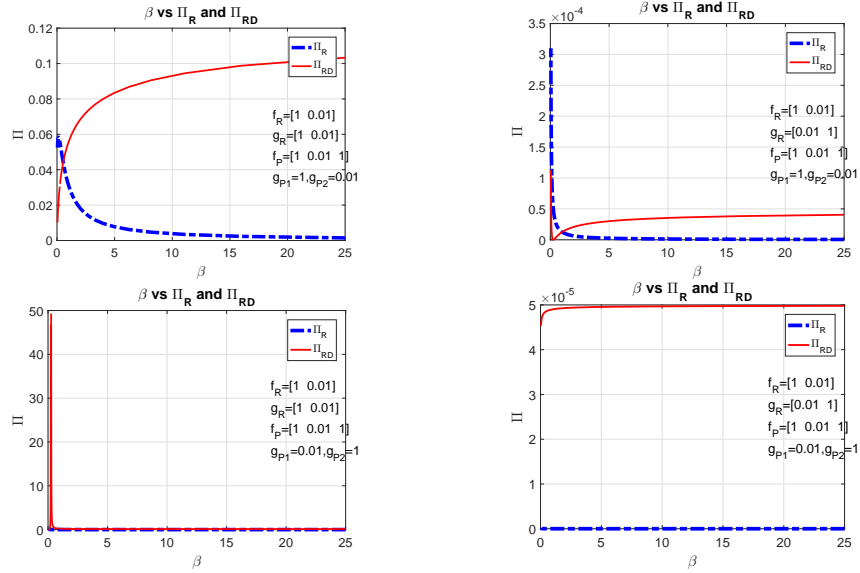 β vs Π_R and Π_RD
0.12
0.1
0.08
0.06
0.04
0.02
0
Π
Π_R
Π_RD
f_R=[1 0.01]
g_R=[1 0.01]
f_P=[1 0.01 1]
g_P1=1,g_P2=0.01
0 5 10 15 20 25
β
×10^-4 β vs Π_R and Π_RD
3.5
3
2.5
2
1.5
1
0.5
0
Π
Π_R
Π_RD
f_R=[1 0.01]
g_R=[0.01 1]
f_P=[1 0.01 1]
g_P1=1,g_P2=0.01
0 5 10 15 20 25
β
β vs Π_R and Π_RD
50
40
30
20
10
0
Π
Π_R
Π_RD
f_R=[1 0.01]
g_R=[1 0.01]
f_P=[1 0.01 1]
g_P1=0.01,g_P2=1
0 5 10 15 20 25
β
×10^-5 β vs Π_R and Π_RD
5
4
3
2
1
0
Π
Π_R
Π_RD
f_R=[1 0.01]
g_R=[0.01 1]
f_P=[1 0.01 1]
g_P1=0.01,g_P2=1
0 5 10 15 20 25
β